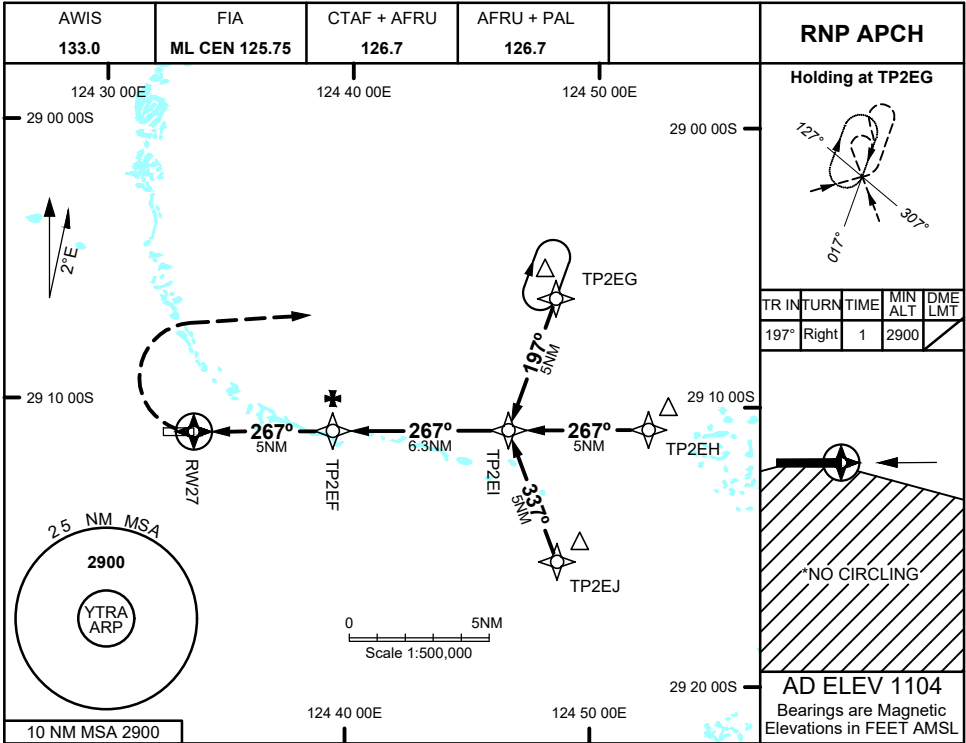 AWIS
133.0
FIA
ML CEN 125.75
CTAF + AFRU
126.7
AFRU + PAL
126.7
RNP APCH
124 30 00E
124 40 00E
124 50 00E
29 00 00S
29 00 00S
2°E
TP2EG
197°
5NM
29 10 00S
29 10 00S
267°
5NM
267°
6.3NM
267°
5NM
RW27
TP2EF
TP2EI
TP2EH
337°
5NM
TP2EJ
25 NM MSA
2900
YTRA
ARP
0 5NM
Scale 1:500,000
29 20 00S
124 40 00E
124 50 00E
10 NM MSA 2900
Holding at TP2EG
127°
307°
017°
TR IN TURN TIME MIN ALT DME LMT
197° Right 1 2900
*NO CIRCLING
AD ELEV 1104
Bearings are Magnetic
Elevations in FEET AMSL